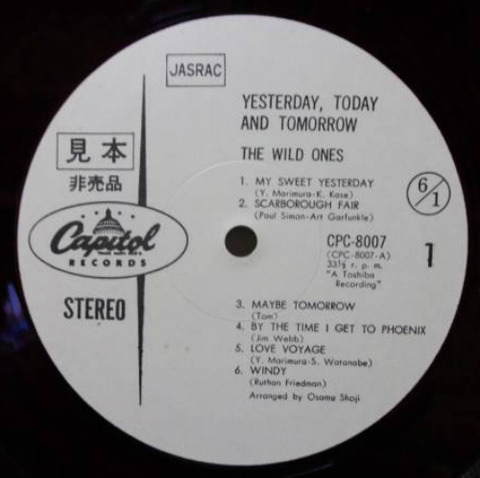 JASRAC
YESTERDAY, TODAY
AND TOMORROW
THE WILD ONES
見本
非売品
Capitol
RECORDS
STEREO
1. MY SWEET YESTERDAY
(Y. Marimura-K. Kase)
2. SCARBOROUGH FAIR
(Paul Simon-Art Garfunkle)
6/1
CPC-8007
(CPC-8007-A)
33⅓ r. p. m.
"A Toshiba
Recording"
1
3. MAYBE TOMORROW
(Tom)
4. BY THE TIME I GET TO PHOENIX
(Jim Webb)
5. LOVE VOYAGE
(Y. Marimura-S. Watanabe)
6. WINDY
(Ruthan Friedman)
Arranged by Osamu Shoji